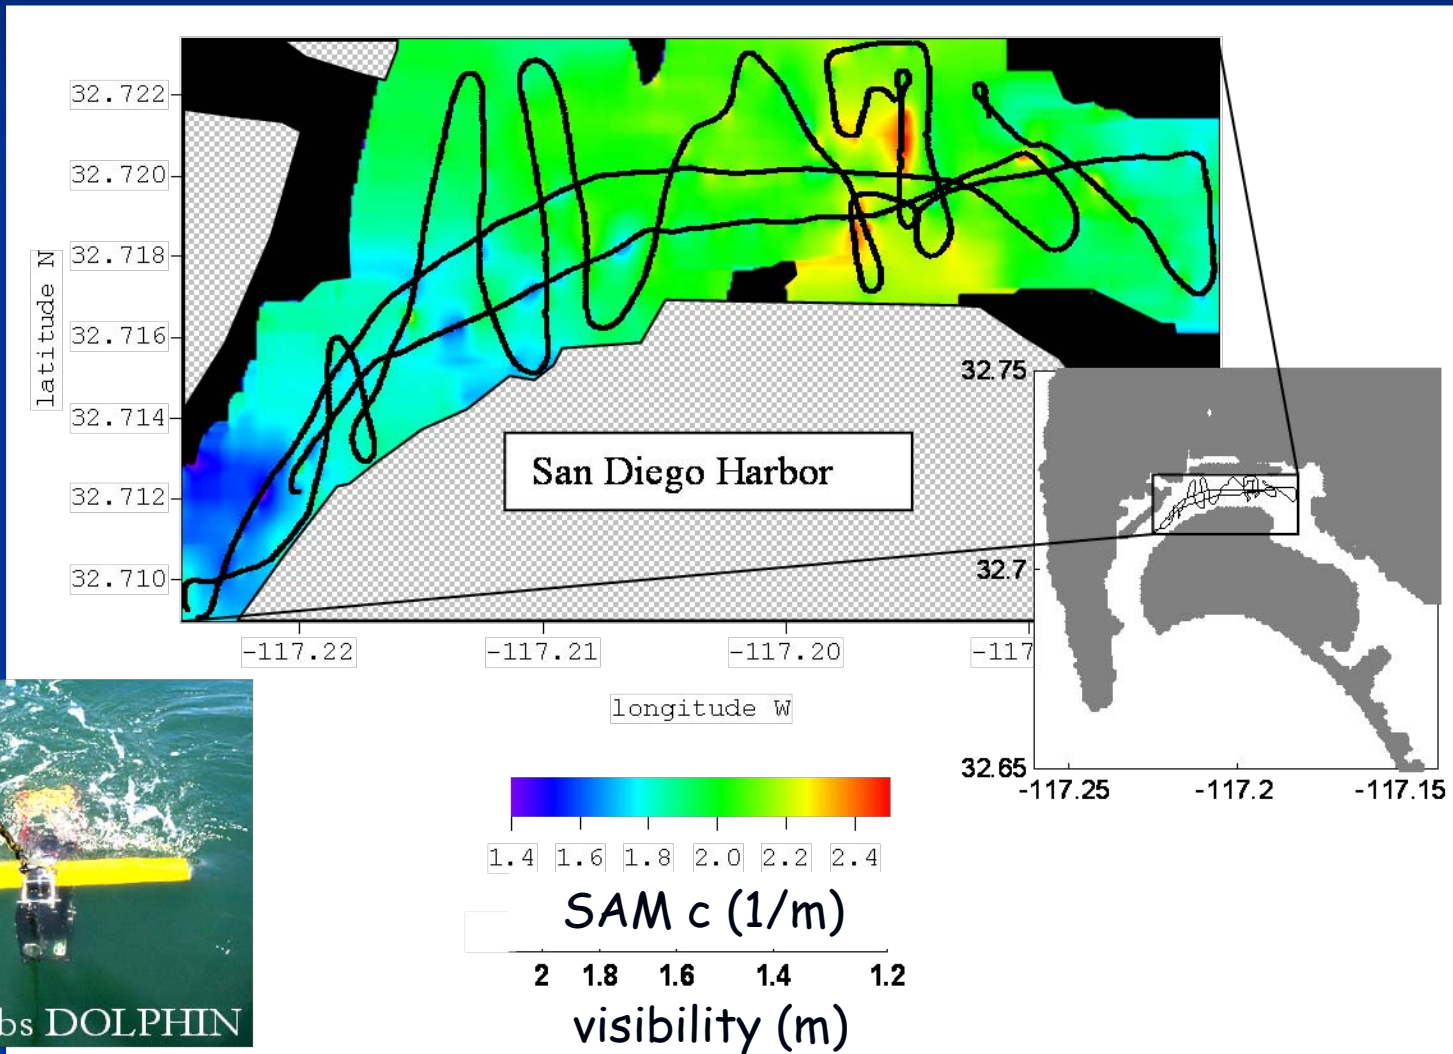 32.722
32.720
32.718
32.716
32.714
32.712
32.710
latitude N
San Diego Harbor
-117.22
-117.21
-117.20
-117
longitude W
32.75
32.7
32.65
-117.25
-117.2
-117.15
1.4 1.6 1.8 2.0 2.2 2.4
SAM c (1/m)
2 1.8 1.6 1.4 1.2
visibility (m)
bs DOLPHIN